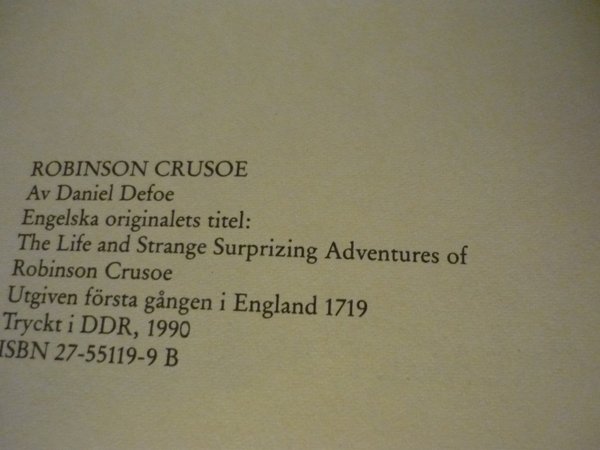 ROBINSON CRUSOE
Av Daniel Defoe
Engelska originalets titel:
The Life and Strange Surprizing Adventures of
Robinson Crusoe
Utgiven första gången i England 1719
Tryckt i DDR, 1990
ISBN 27-55119-9 B